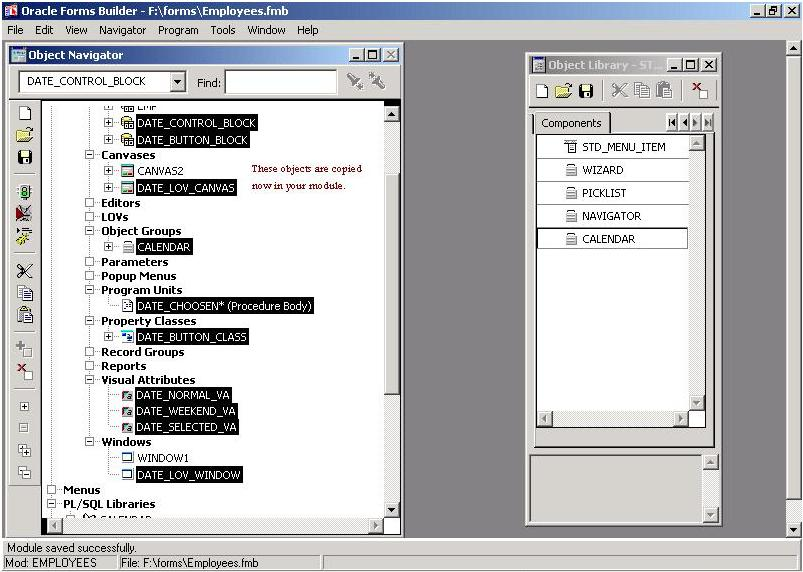 Oracle Forms Builder - F:\forms\Employees.fmb
File Edit View Navigator Program Tools Window Help
Object Navigator
DATE_CONTROL_BLOCK
Find:
EMP
DATE_CONTROL_BLOCK
DATE_BUTTON_BLOCK
Canvases
CANVAS2
DATE_LOV_CANVAS
These objects are copied
now in your module.
Editors
LOVs
Object Groups
CALENDAR
Parameters
Popup Menus
Program Units
DATE_CHOOSEN* (Procedure Body)
Property Classes
DATE_BUTTON_CLASS
Record Groups
Reports
Visual Attributes
DATE_NORMAL_VA
DATE_WEEKEND_VA
DATE_SELECTED_VA
Windows
WINDOW1
DATE_LOV_WINDOW
Menus
PL/SQL Libraries
CALENDAR
Object Library - ST...
Components
STD_MENU_ITEM
WIZARD
PICKLIST
NAVIGATOR
CALENDAR
Module saved successfully.
Mod: EMPLOYEES File: F:\forms\Employees.fmb